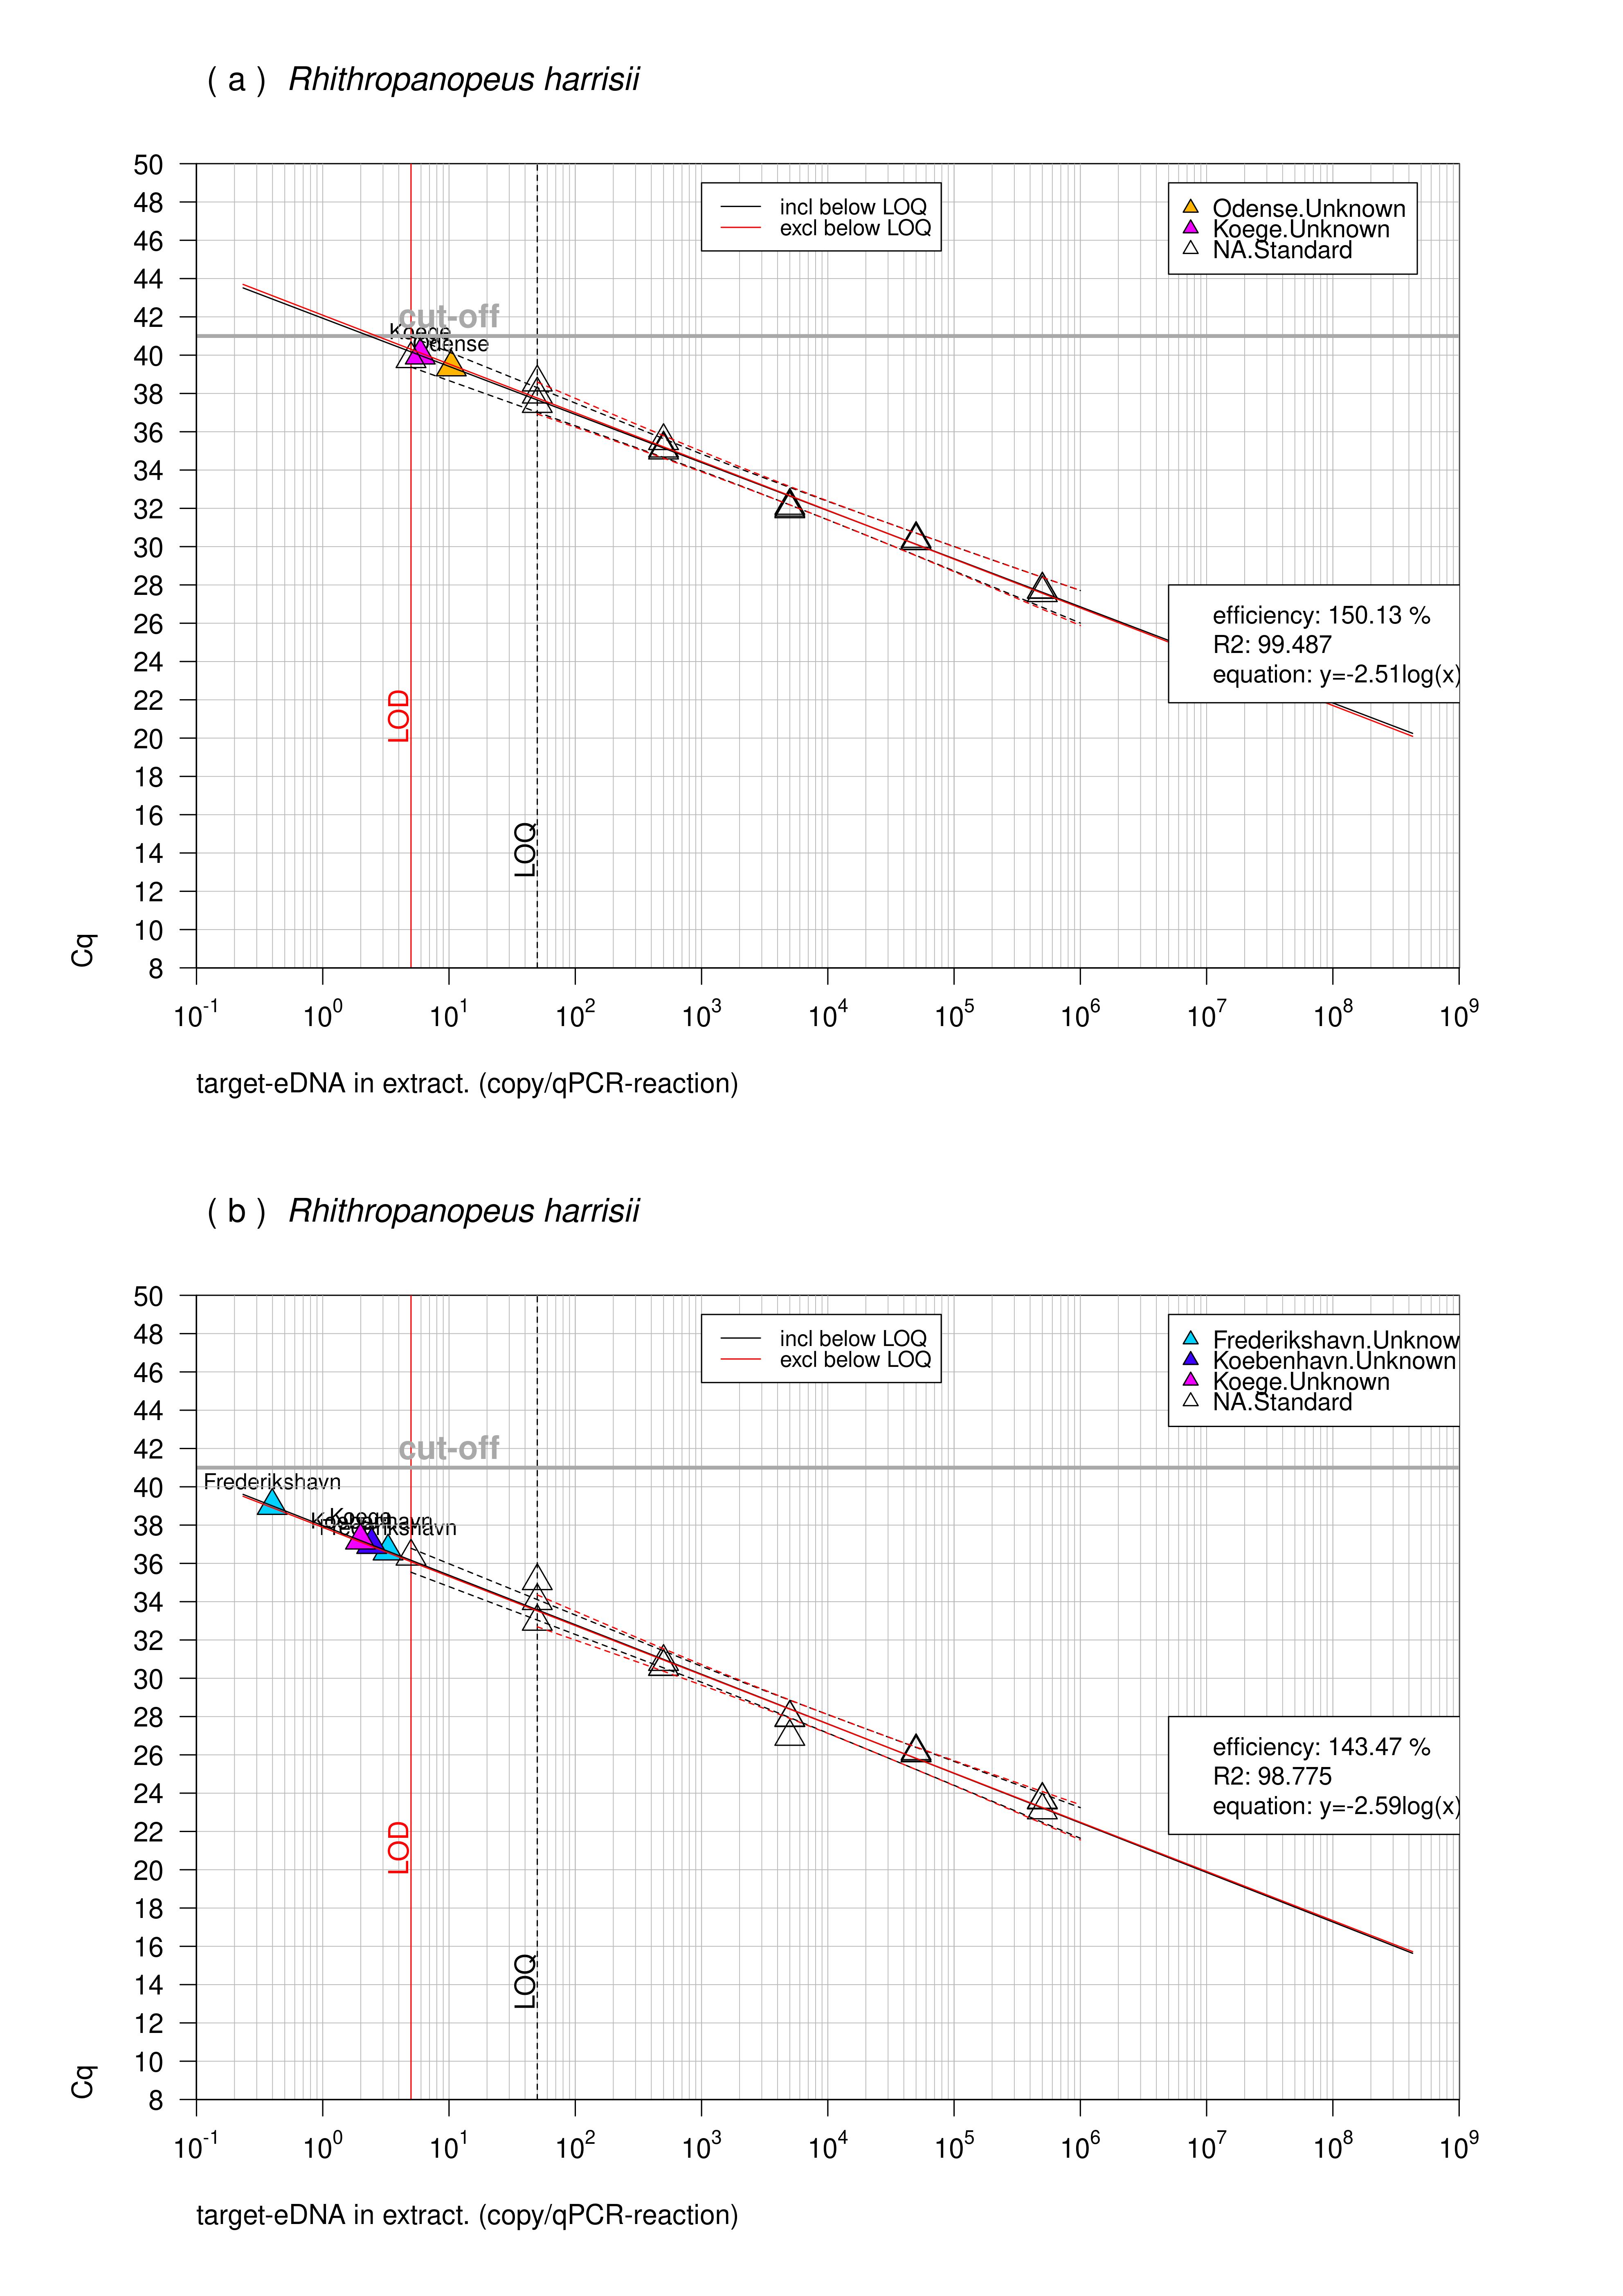 ( a ) Rhithropanopeus harrisii
50
48
46
44
42
40
38
36
34
32
30
28
26
24
22
20
18
16
14
12
10
8
Cq
incl below LOQ
excl below LOQ
Odense.Unknown
Koege.Unknown
NA.Standard
cut-off
Koege
Odense
LOD
LOQ
efficiency: 150.13 %
R2: 99.487
equation: y=-2.51log(x)
10-1 100 101 102 103 104 105 106 107 108 109
target-eDNA in extract. (copy/qPCR-reaction)
( b ) Rhithropanopeus harrisii
50
48
46
44
42
40
38
36
34
32
30
28
26
24
22
20
18
16
14
12
10
8
Cq
incl below LOQ
excl below LOQ
Frederikshavn.Unknow
Koebenhavn.Unknown
Koege.Unknown
NA.Standard
cut-off
Frederikshavn
Koege
Koebenhavn
Frederikshavn
LOD
LOQ
efficiency: 143.47 %
R2: 98.775
equation: y=-2.59log(x)
10-1 100 101 102 103 104 105 106 107 108 109
target-eDNA in extract. (copy/qPCR-reaction)